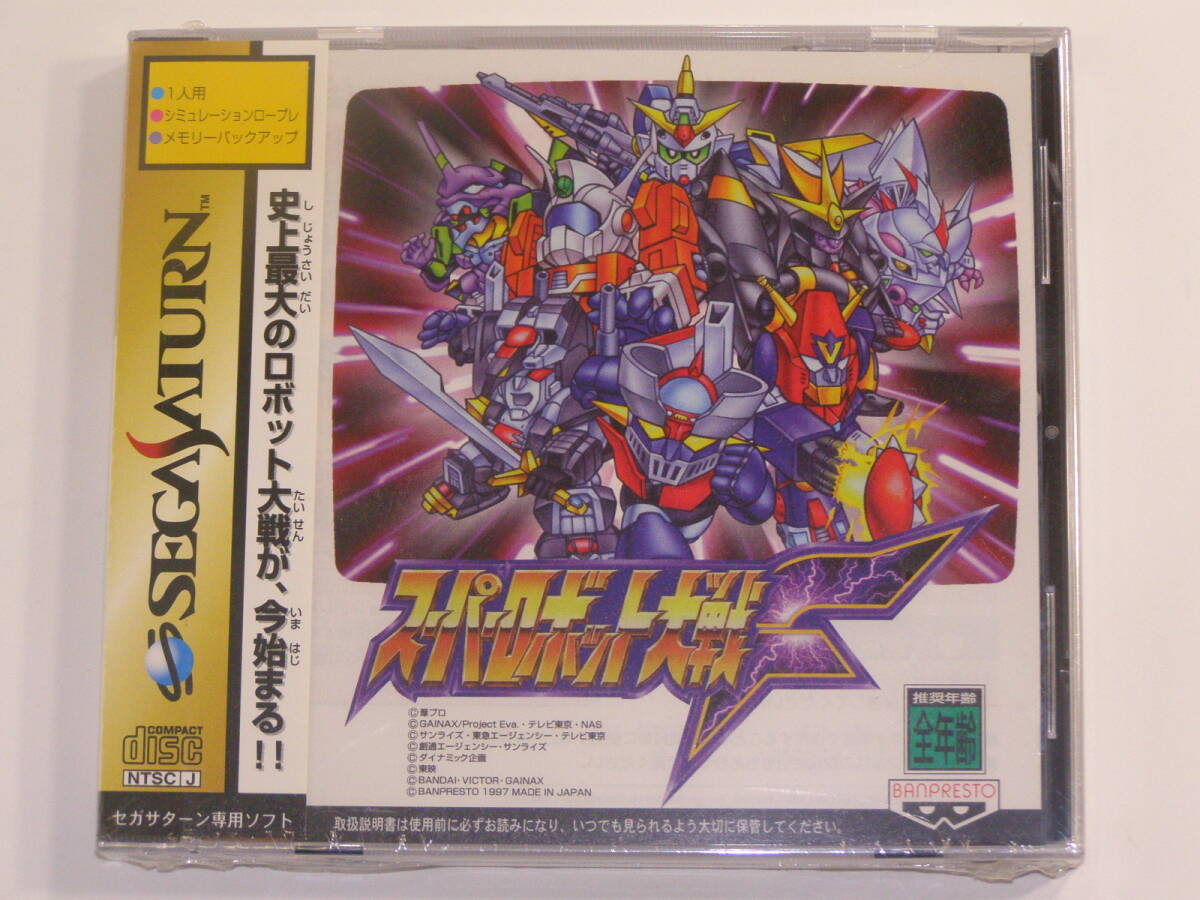 ●1人用
●シミュレーションロープレ
●メモリーバックアップ
SEGA SATURN™
史上最大のロボット大戦が、今始まる!!
し じょうさい だい
たい せん
いま はじ
COMPACT
disc
NTSC J
セガサターン専用ソフト
V
スーパーロボット大戦F
©葦プロ
©GAINAX/Project Eva.・テレビ東京・NAS
©サンライズ・東急エージェンシー・テレビ東京
©創通エージェンシー・サンライズ
©ダイナミック企画
©東映
©BANDAI・VICTOR・GAINAX
©BANPRESTO 1997 MADE IN JAPAN
推奨年齢
全年齢
BANPRESTO
取扱説明書は使用前に必ずお読みになり、いつでも見られるよう大切に保管してください。